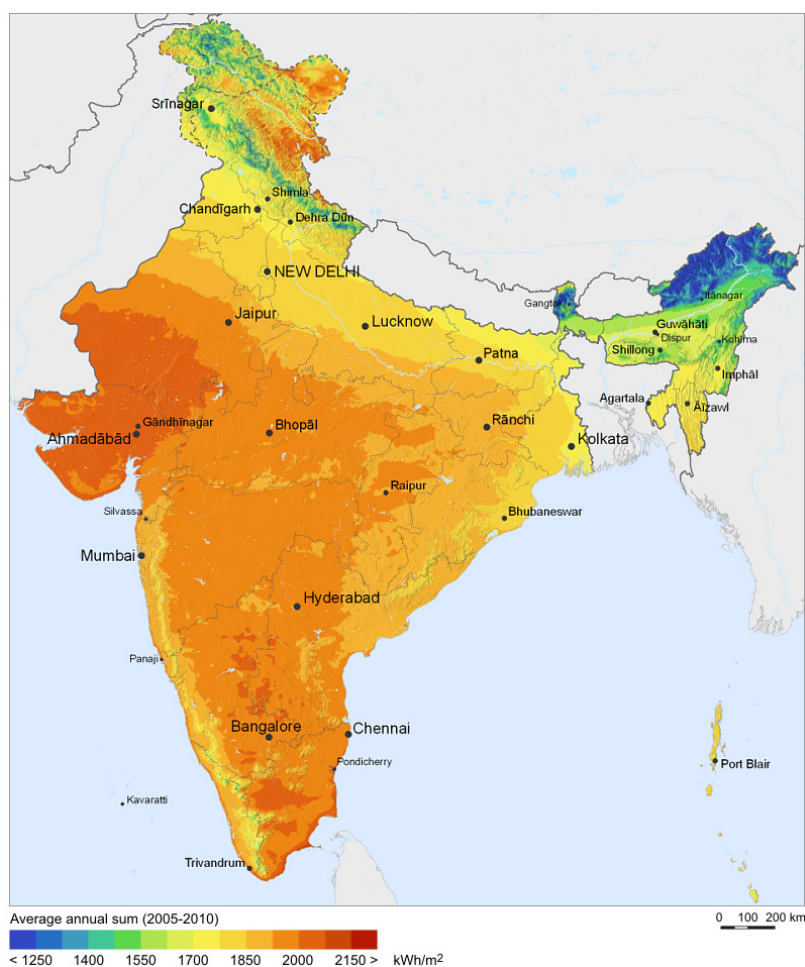 Srīnagar
Shimla
Chandīgarh
Dehra Dūn
NEW DELHI
Gangtok
Itānagar
Jaipur
Lucknow
Guwāhāti
Dispur
Kohima
Patna
Shillong
Imphāl
Agartala
Āīzawl
Gāndhīnagar
Ahmadābād
Bhopāl
Rānchi
Kolkata
Raipur
Silvassa
Bhubaneswar
Mumbai
Hyderabad
Panaji
Bangalore
Chennai
Pondicherry
Port Blair
Kavaratti
Trivandrum
Average annual sum (2005-2010)
0 100 200 km
< 1250 1400 1550 1700 1850 2000 2150 > kWh/m²